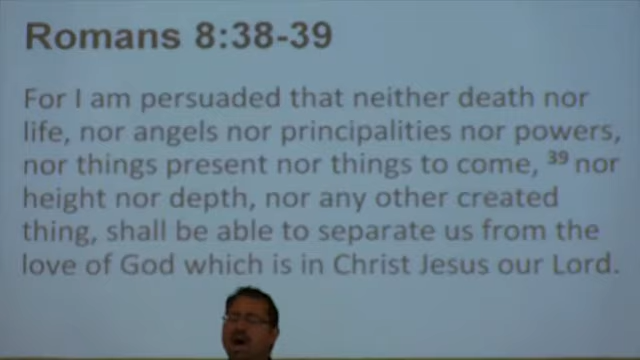 Romans 8:38-39
For I am persuaded that neither death nor
life, nor angels nor principalities nor powers,
nor things present nor things to come, 39 nor
height nor depth, nor any other created
thing, shall be able to separate us from the
love of God which is in Christ Jesus our Lord.